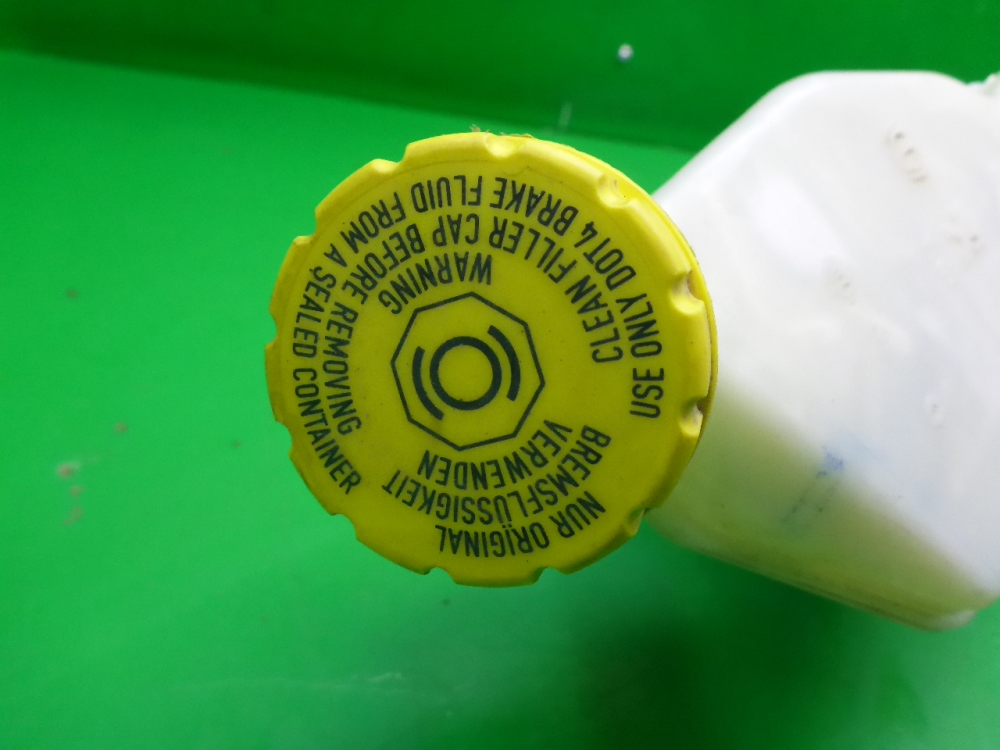 WARNING
CLEAN FILLER CAP BEFORE REMOVING
USE ONLY DOT4 BRAKE FLUID FROM A SEALED CONTAINER
NUR ORIGINAL
BREMSFLÜSSIGKEIT
VERWENDEN